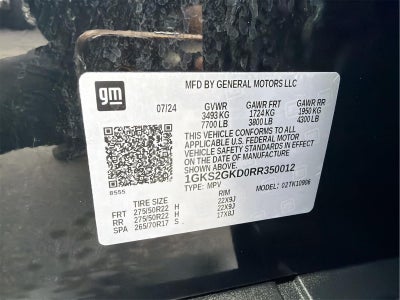 gm
MFD BY GENERAL MOTORS LLC
07/24 GVWR GAWR FRT GAWR RR
3493 KG 1724 KG 1950 KG
7700 LB 3800 LB 4300 LB
THIS VEHICLE CONFORMS TO ALL
APPLICABLE U.S. FEDERAL MOTOR
VEHICLE SAFETY STANDARDS IN EFFECT
ON THE DATE OF MANUFACTURE
SHOWN ABOVE.
1GKS2GKD0RR350012
8555 TYPE: MPV MODEL: 02TK10906
TIRE SIZE RIM
FRT 275/50R22 H 22X9J
RR 275/50R22 H 22X9J
SPA 265/70R17 S 17X8J